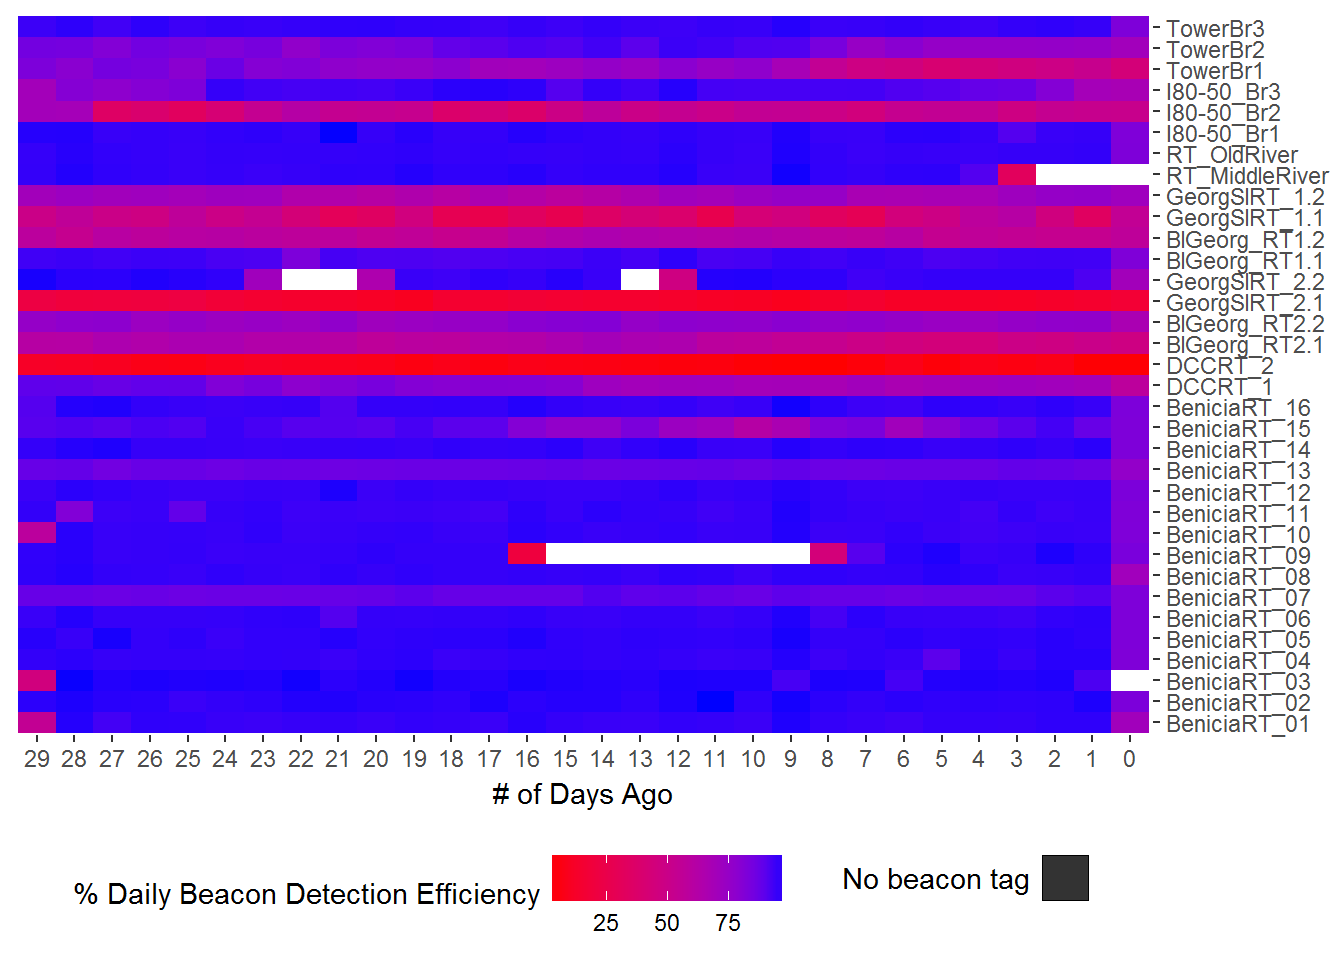 TowerBr3
TowerBr2
TowerBr1
I80-50_Br3
I80-50_Br2
I80-50_Br1
RT_OldRiver
RT_MiddleRiver
GeorgSlRT_1.2
GeorgSlRT_1.1
BlGeorg_RT1.2
BlGeorg_RT1.1
GeorgSlRT_2.2
GeorgSlRT_2.1
BlGeorg_RT2.2
BlGeorg_RT2.1
DCCRT_2
DCCRT_1
BeniciaRT_16
BeniciaRT_15
BeniciaRT_14
BeniciaRT_13
BeniciaRT_12
BeniciaRT_11
BeniciaRT_10
BeniciaRT_09
BeniciaRT_08
BeniciaRT_07
BeniciaRT_06
BeniciaRT_05
BeniciaRT_04
BeniciaRT_03
BeniciaRT_02
BeniciaRT_01
29 28 27 26 25 24 23 22 21 20 19 18 17 16 15 14 13 12 11 10 9 8 7 6 5 4 3 2 1 0
# of Days Ago
% Daily Beacon Detection Efficiency
25 50 75
No beacon tag